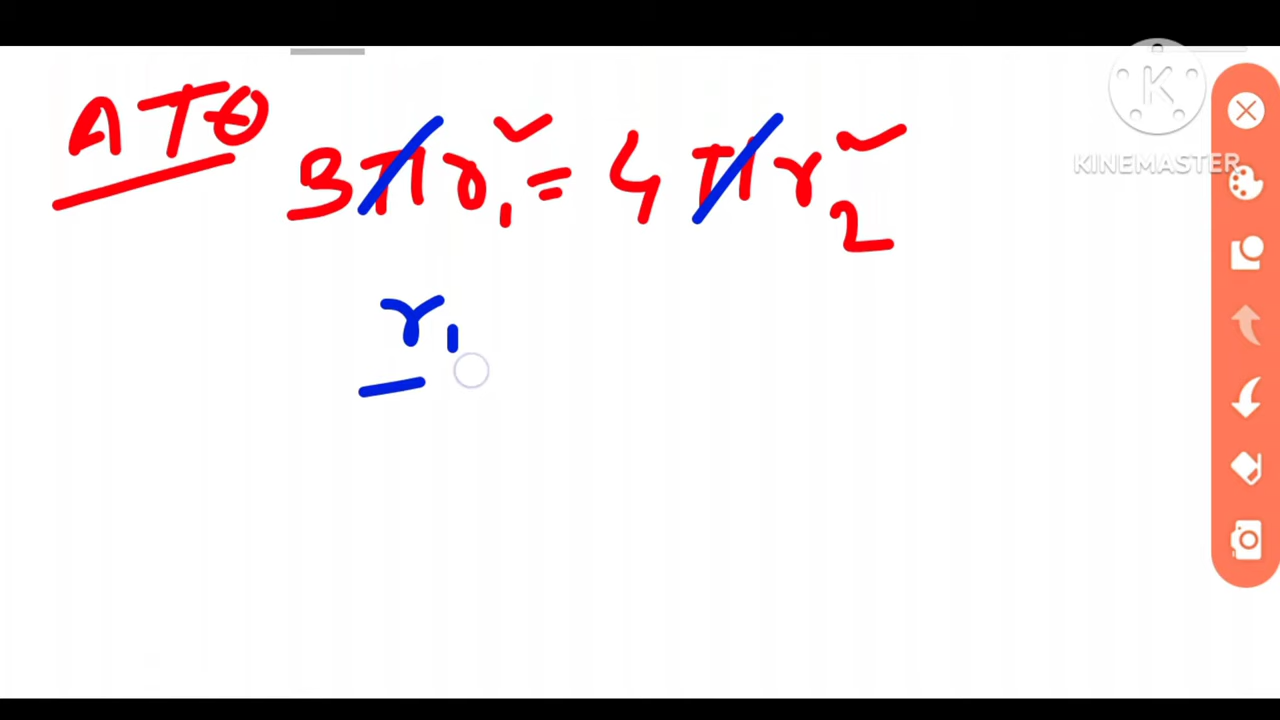 ATQ 3πr₁² = 4πr₂²
r₁
KINEMASTER